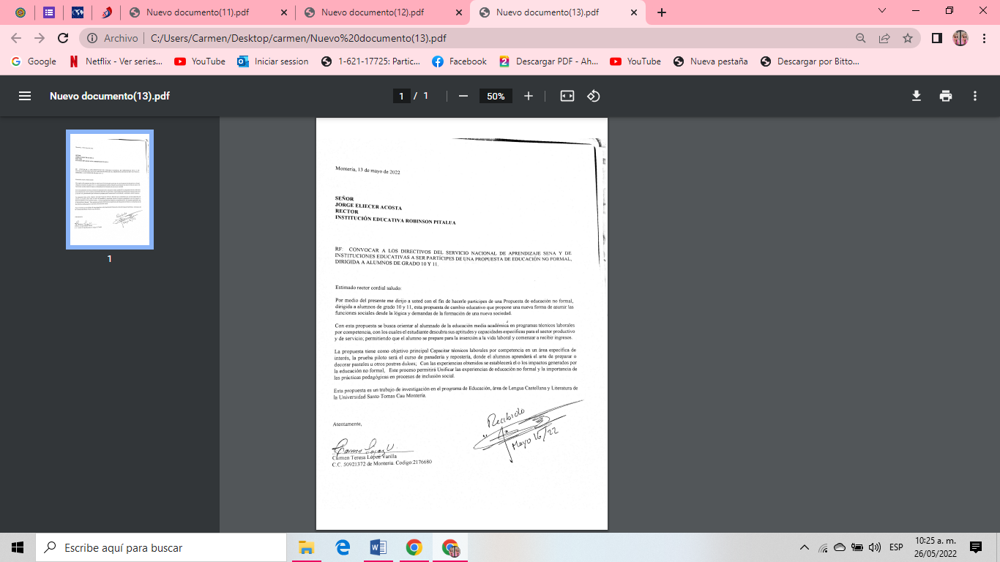 Nuevo documento(11).pdf
Nuevo documento(12).pdf
Nuevo documento(13).pdf
Archivo
C:/Users/Carmen/Desktop/carmen/Nuevo%20documento(13).pdf
Google
Netflix - Ver series...
YouTube
Iniciar session
1-621-17725: Partic...
Facebook
Descargar PDF - Ah...
YouTube
Nueva pestaña
Descargar por Bitto...
Nuevo documento(13).pdf
1 / 1
50%
1
Montería, 13 de mayo de 2022
SEÑOR
JORGE ELIECER ACOSTA
RECTOR
INSTITUCIÓN EDUCATIVA ROBINSON PITALUA
RF. CONVOCAR A LOS DIRECTIVOS DEL SERVICIO NACIONAL DE APRENDIZAJE SENA Y DE
INSTITUCIONES EDUCATIVAS A SER PARTÍCIPES DE UNA PROPUESTA DE EDUCACIÓN NO FORMAL,
DIRIGIDA A ALUMNOS DE GRADO 10 Y 11.
Estimado rector cordial saludo:
Por medio del presente me dirijo a usted con el fin de hacerle participes de una Propuesta de educación no formal,
dirigida a alumnos de grado 10 y 11, esta propuesta de cambio educativo que propone una nueva forma de asumir las
funciones sociales desde la lógica y demandas de la formación de una nueva sociedad.
Con esta propuesta se busca orientar al alumnado de la educación media académica en programas técnicos laborales
por competencia, con los cuales el estudiante descubra sus aptitudes y capacidades específicas para el sector productivo
y de servicio; permitiendo que el alumno se prepare para la inserción a la vida laboral y comenzar a recibir ingresos.
La propuesta tiene como objetivo principal Capacitar técnicos laborales por competencia en un área específica de
interés, la prueba piloto será el curso de panadería y repostería, donde el alumnos aprenderá el arte de preparar o
decorar pasteles u otros postres dulces; Con las experiencias obtenidos se establecerá el o los impactos generados por
la educación no formal, Este proceso permitirá Unificar las experiencias de educación no formal y la importancia de
las prácticas pedagógicas en procesos de inclusión social.
Esta propuesta es un trabajo de investigación en el programa de Educación, área de Lengua Castellana y Literatura de
la Universidad Santo Tomas Cau Montería.
Atentamente,
Recibido
Mayo 16/22
Carmen Teresa López Varilla
C.C. 50921372 de Montería. Codigo:2176680
Escribe aquí para buscar
ESP
10:25 a. m.
26/05/2022